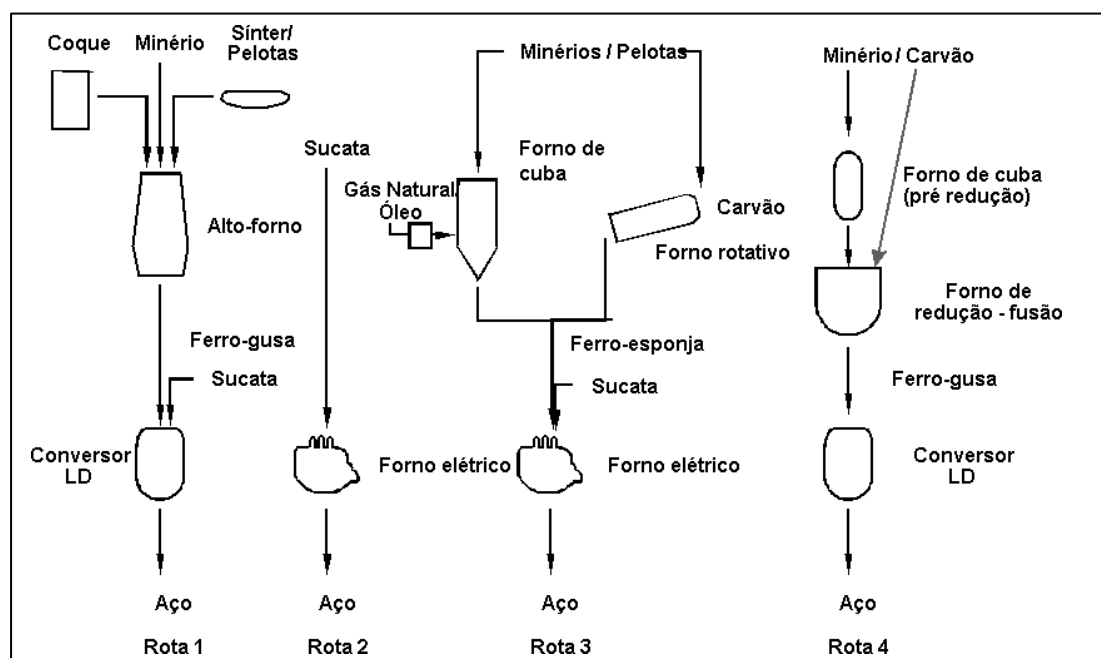 Coque
Minério
Sínter/
Pelotas
Alto-forno
Ferro-gusa
Sucata
Conversor
LD
Aço
Rota 1
Sucata
Forno elétrico
Aço
Rota 2
Minérios / Pelotas
Forno de
cuba
Gás Natural
Óleo
Carvão
Forno rotativo
Ferro-esponja
Sucata
Forno elétrico
Aço
Rota 3
Minério / Carvão
Forno de cuba
(pré redução)
Forno de
redução - fusão
Ferro-gusa
Conversor
LD
Aço
Rota 4